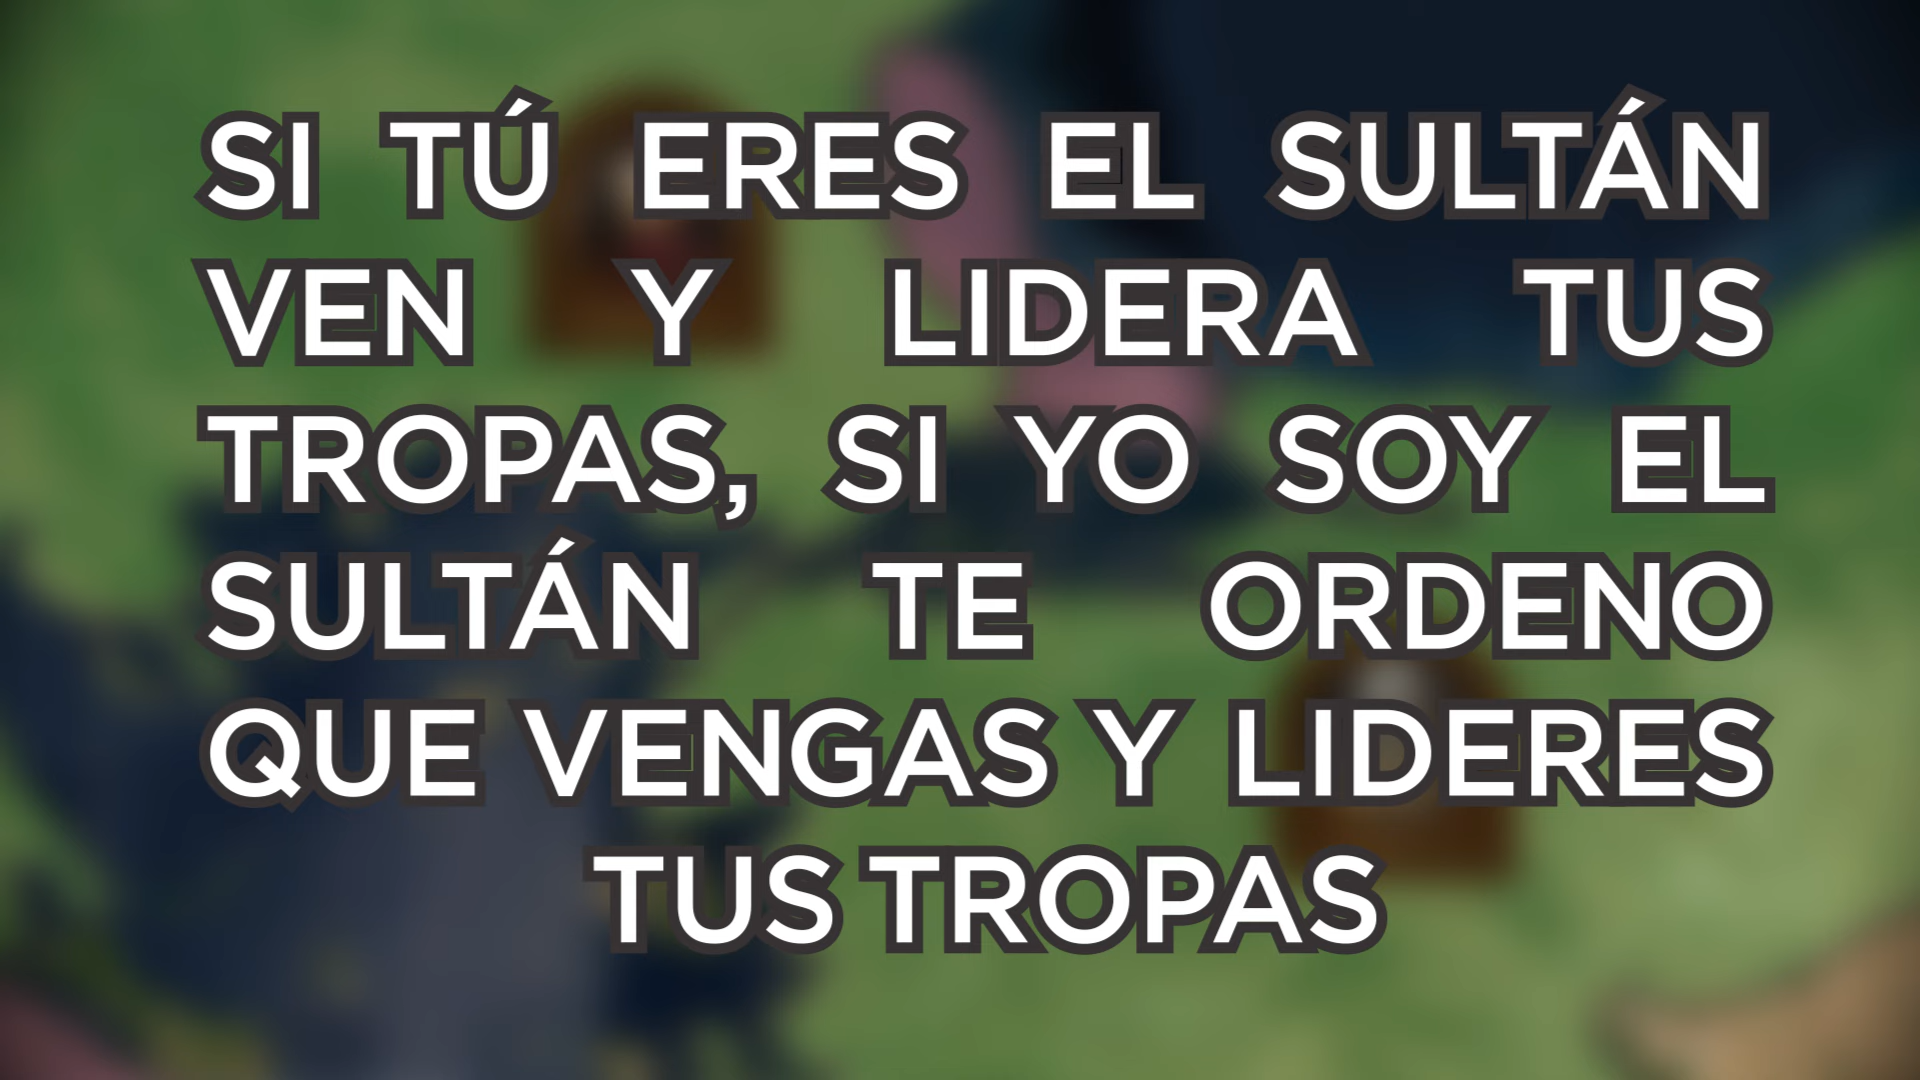 SI TÚ ERES EL SULTÁN
VEN Y LIDERA TUS
TROPAS, SI YO SOY EL
SULTÁN TE ORDENO
QUE VENGAS Y LIDERES
TUS TROPAS